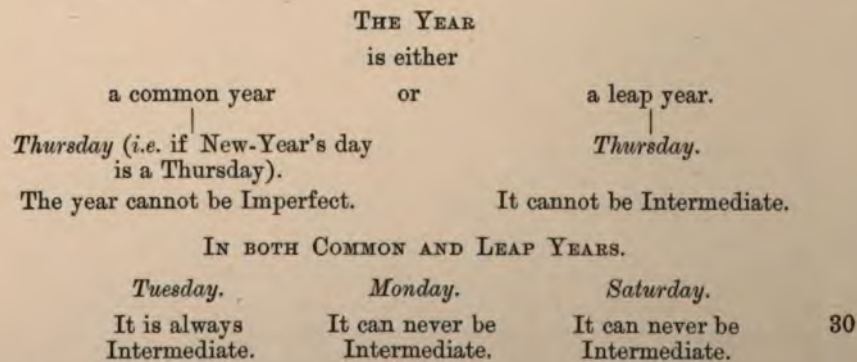 THE YEAR
is either
a common year or a leap year.
Thursday (i.e. if New-Year's day Thursday.
is a Thursday).
The year cannot be Imperfect. It cannot be Intermediate.
IN BOTH COMMON AND LEAP YEARS.
Tuesday. Monday. Saturday.
It is always It can never be It can never be 30
Intermediate. Intermediate. Intermediate.